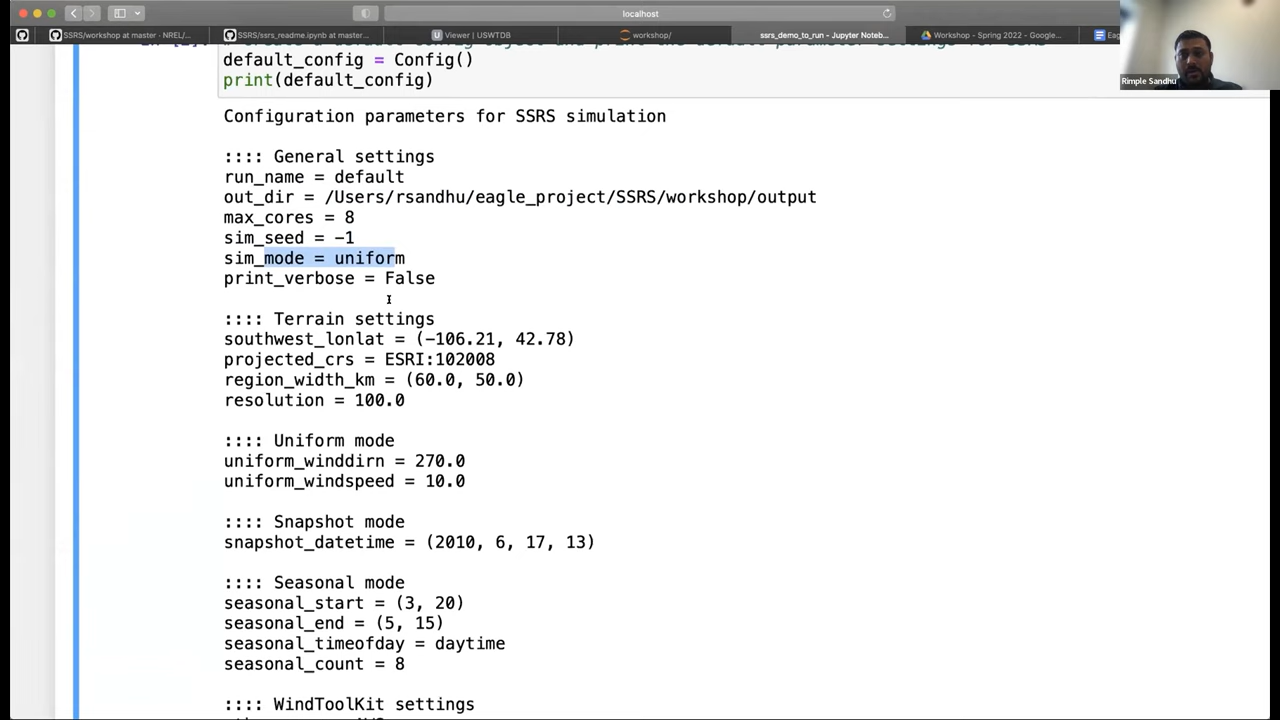 localhost
SSRS/workshop at master · NREL/...
SSRS/ssrs_readme.ipynb at master...
Viewer | USWTDB
workshop/
ssrs_demo_to_run - Jupyter Noteb...
Workshop - Spring 2022 - Google...
default_config = Config()
print(default_config)
Rimple Sandhu
Configuration parameters for SSRS simulation
:::: General settings
run_name = default
out_dir = /Users/rsandhu/eagle_project/SSRS/workshop/output
max_cores = 8
sim_seed = -1
sim_mode = uniform
print_verbose = False
:::: Terrain settings
southwest_lonlat = (-106.21, 42.78)
projected_crs = ESRI:102008
region_width_km = (60.0, 50.0)
resolution = 100.0
:::: Uniform mode
uniform_winddirn = 270.0
uniform_windspeed = 10.0
:::: Snapshot mode
snapshot_datetime = (2010, 6, 17, 13)
:::: Seasonal mode
seasonal_start = (3, 20)
seasonal_end = (5, 15)
seasonal_timeofday = daytime
seasonal_count = 8
:::: WindToolKit settings